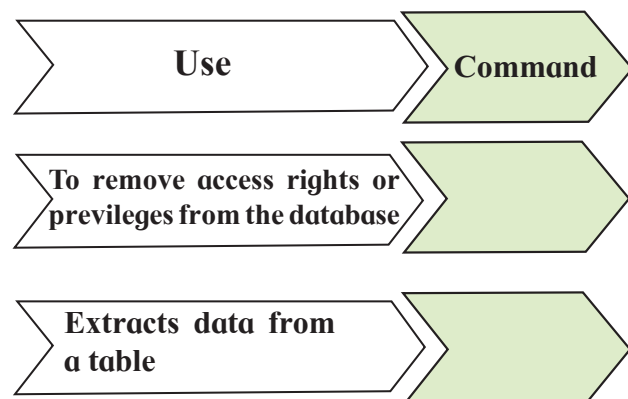 Use
Command
To remove access rights or
previleges from the database
Extracts data from
a table